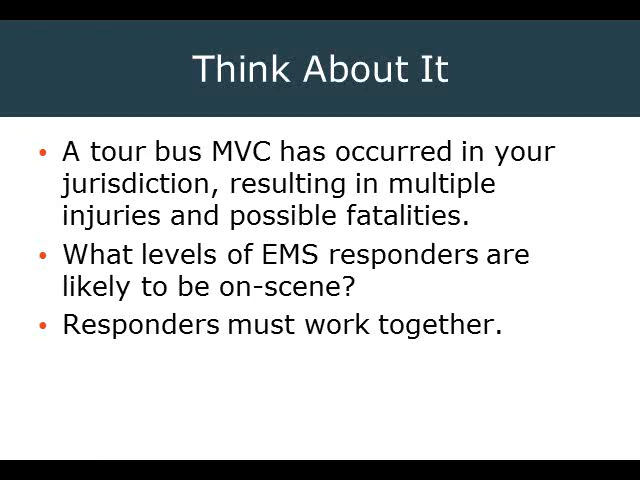 Think About It
• A tour bus MVC has occurred in your
jurisdiction, resulting in multiple
injuries and possible fatalities.
• What levels of EMS responders are
likely to be on-scene?
• Responders must work together.